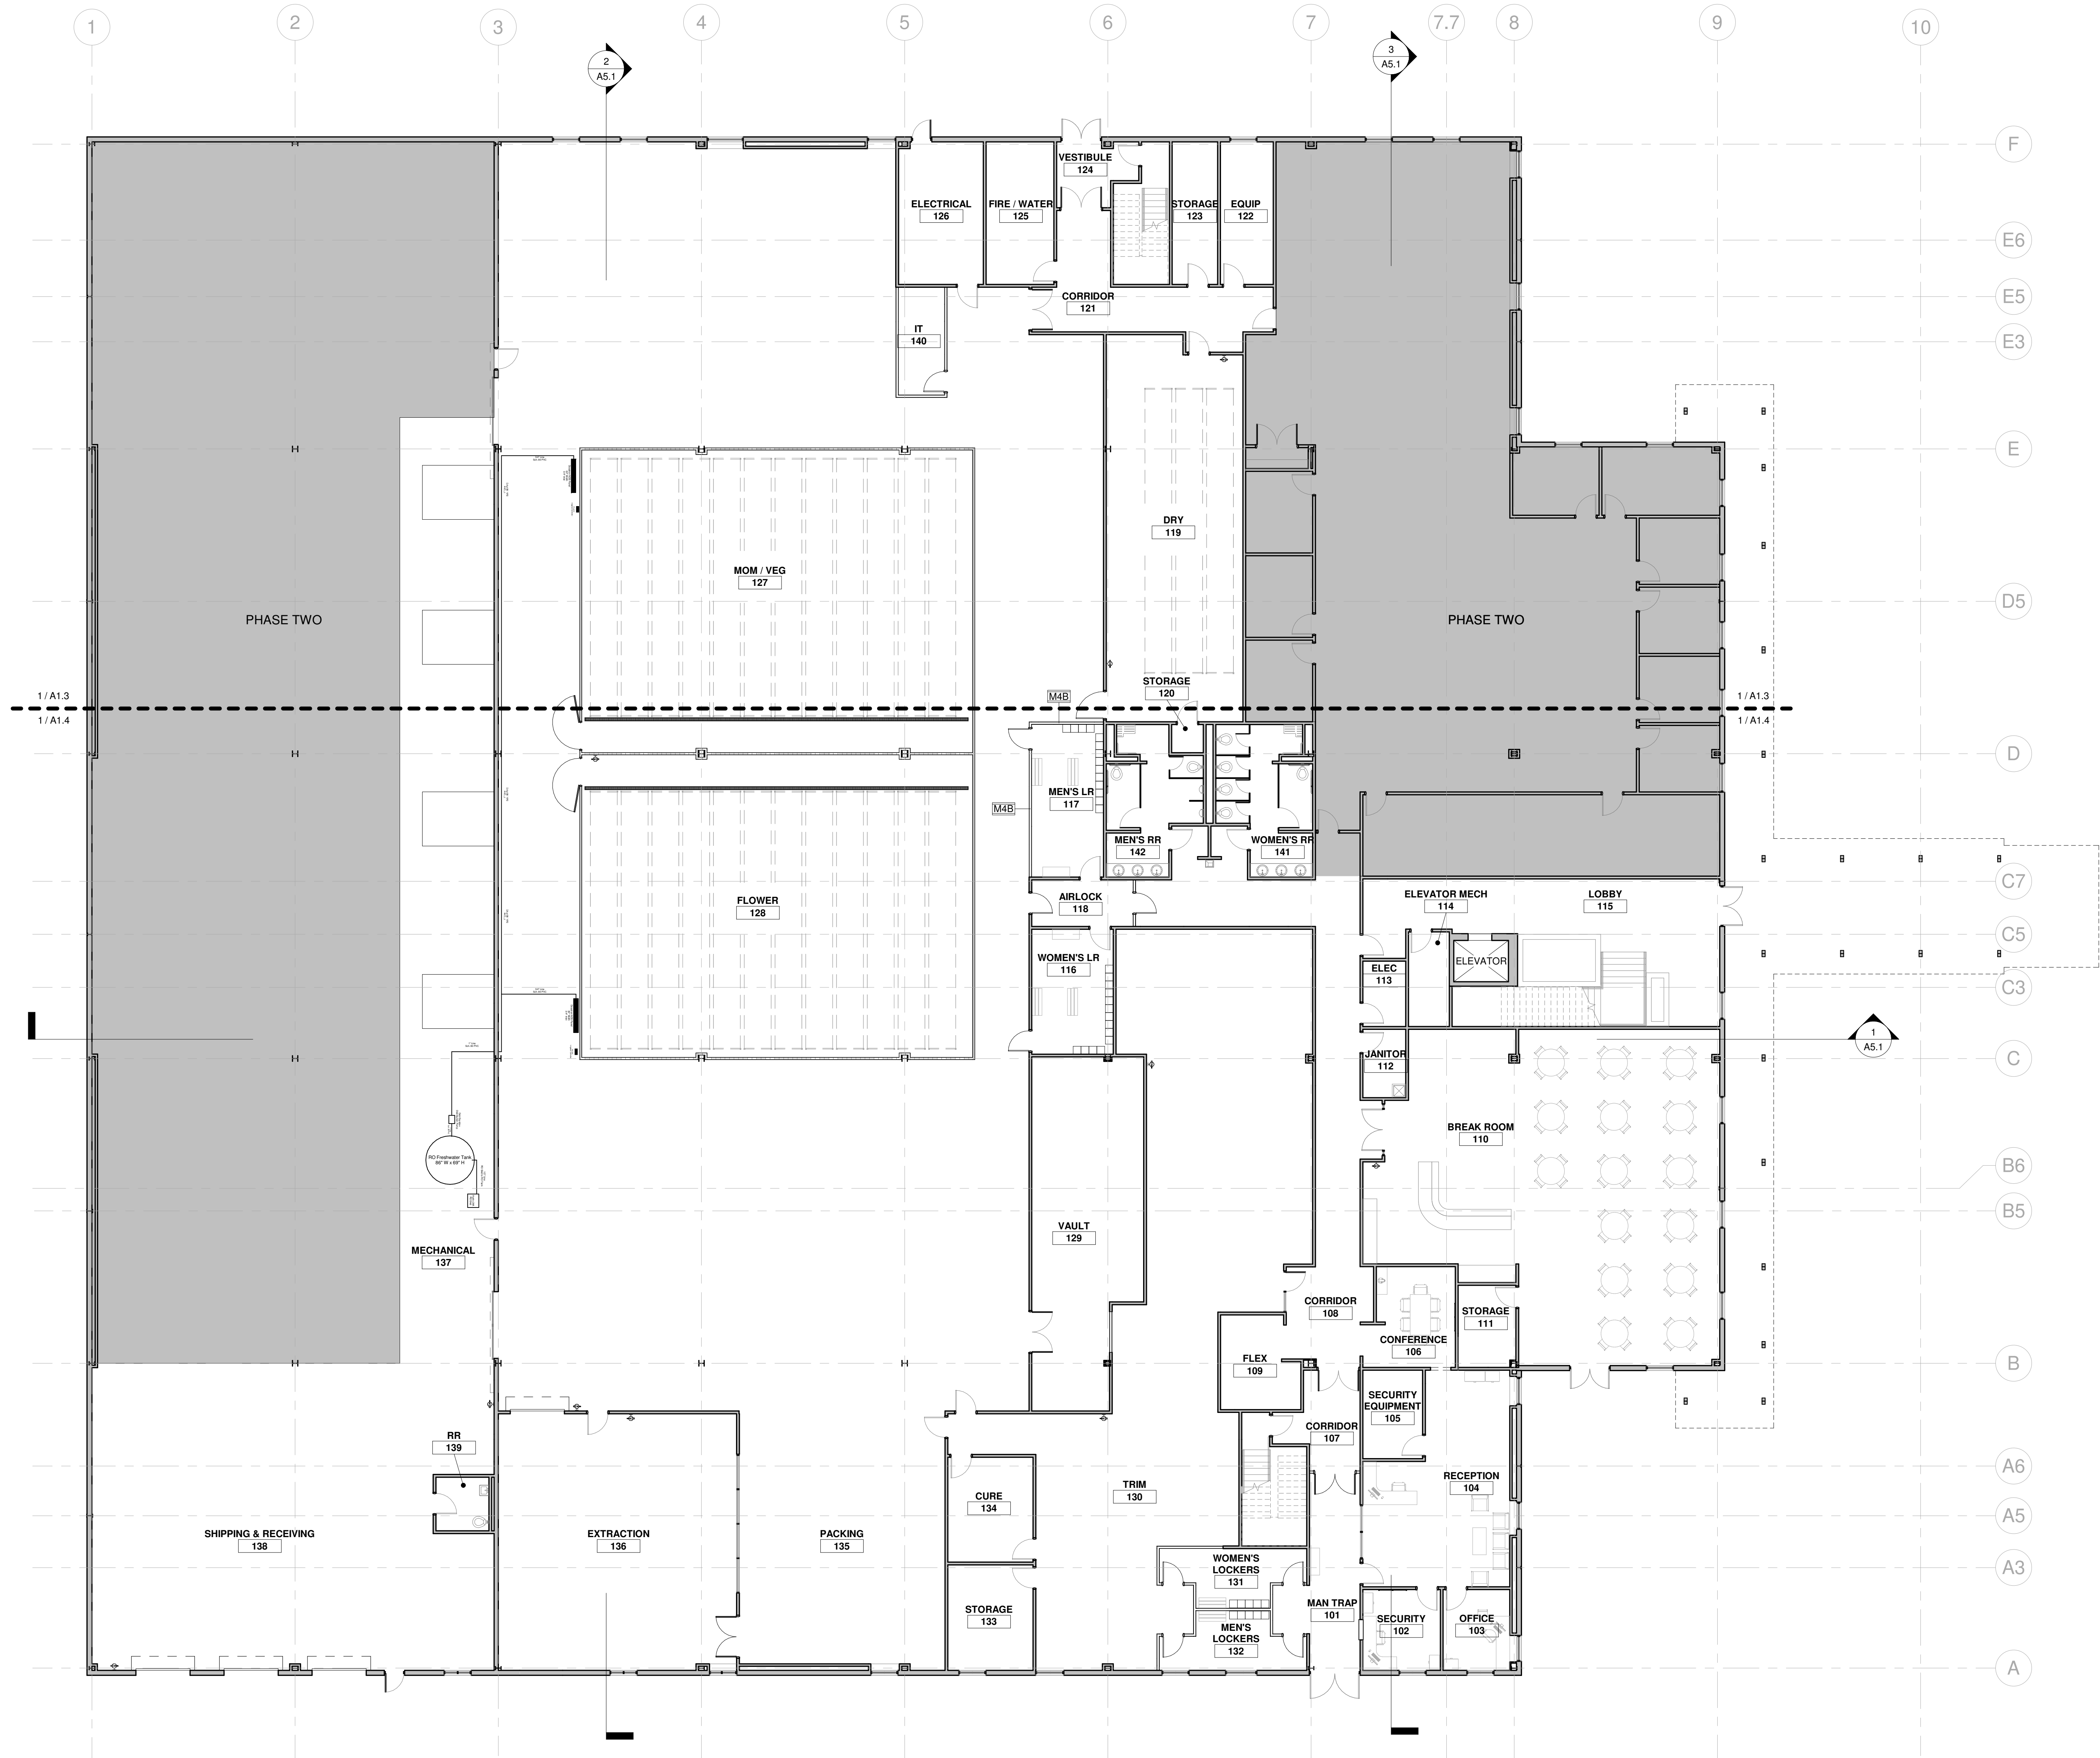 1
2
3
4
5
6
7
7.7
8
9
10
2
A5.1
3
A5.1
F
VESTIBULE
124
ELECTRICAL
126
FIRE / WATER
125
STORAGE
123
EQUIP
122
E6
CORRIDOR
121
E5
IT
140
E3
E
DRY
119
MOM / VEG
127
PHASE TWO
PHASE TWO
D5
STORAGE
120
M4B
1 / A1.3
1 / A1.4
1 / A1.3
1 / A1.4
D
MEN'S LR
117
M4B
MEN'S RR
142
WOMEN'S RR
141
C7
FLOWER
128
AIRLOCK
118
ELEVATOR MECH
114
LOBBY
115
C5
WOMEN'S LR
116
ELEC
113
ELEVATOR
C3
1
A5.1
C
JANITOR
112
BREAK ROOM
110
RO Freshwater Tank
86" W x 69" H
B6
B5
VAULT
129
MECHANICAL
137
CORRIDOR
108
STORAGE
111
CONFERENCE
106
FLEX
109
B
SECURITY
EQUIPMENT
105
CORRIDOR
107
RR
139
A6
RECEPTION
104
TRIM
130
CURE
134
A5
SHIPPING & RECEIVING
138
EXTRACTION
136
PACKING
135
WOMEN'S
LOCKERS
131
A3
STORAGE
133
MAN TRAP
101
MEN'S
LOCKERS
132
SECURITY
102
OFFICE
103
A